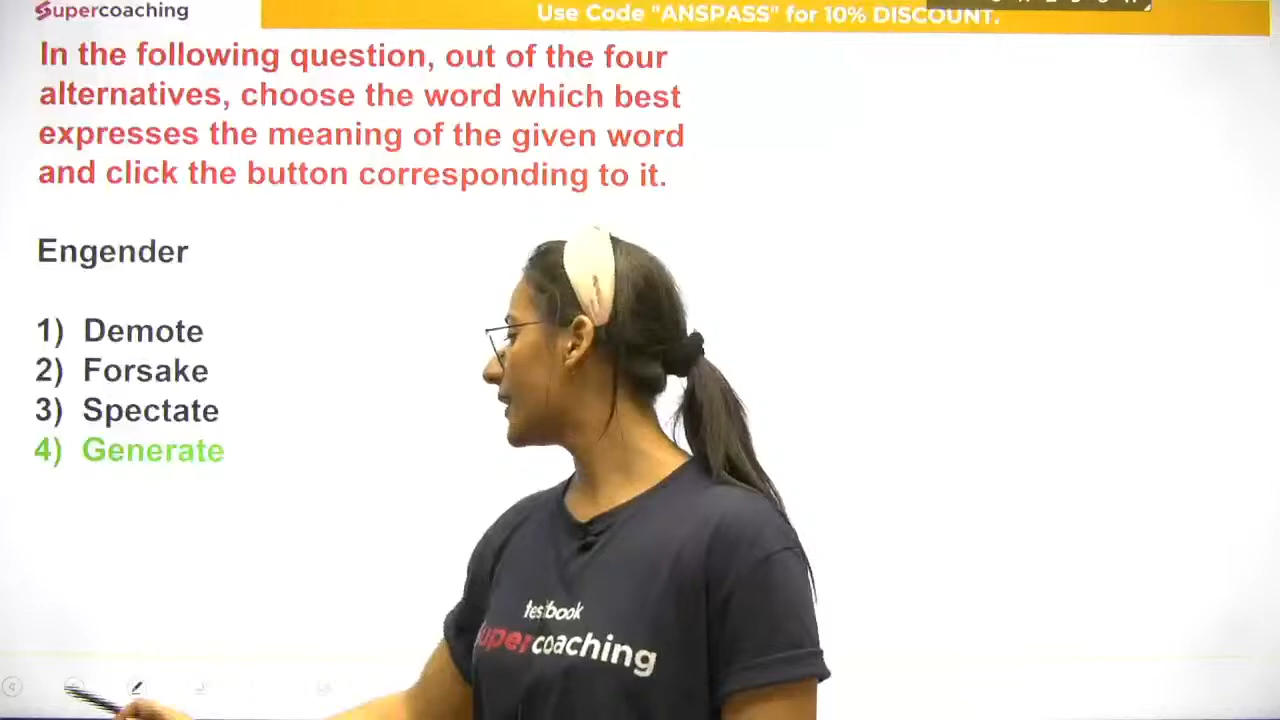 Supercoaching
Use Code "ANSPASS" for 10% DISCOUNT.
In the following question, out of the four
alternatives, choose the word which best
expresses the meaning of the given word
and click the button corresponding to it.
Engender
1) Demote
2) Forsake
3) Spectate
4) Generate
testbook
supercoaching